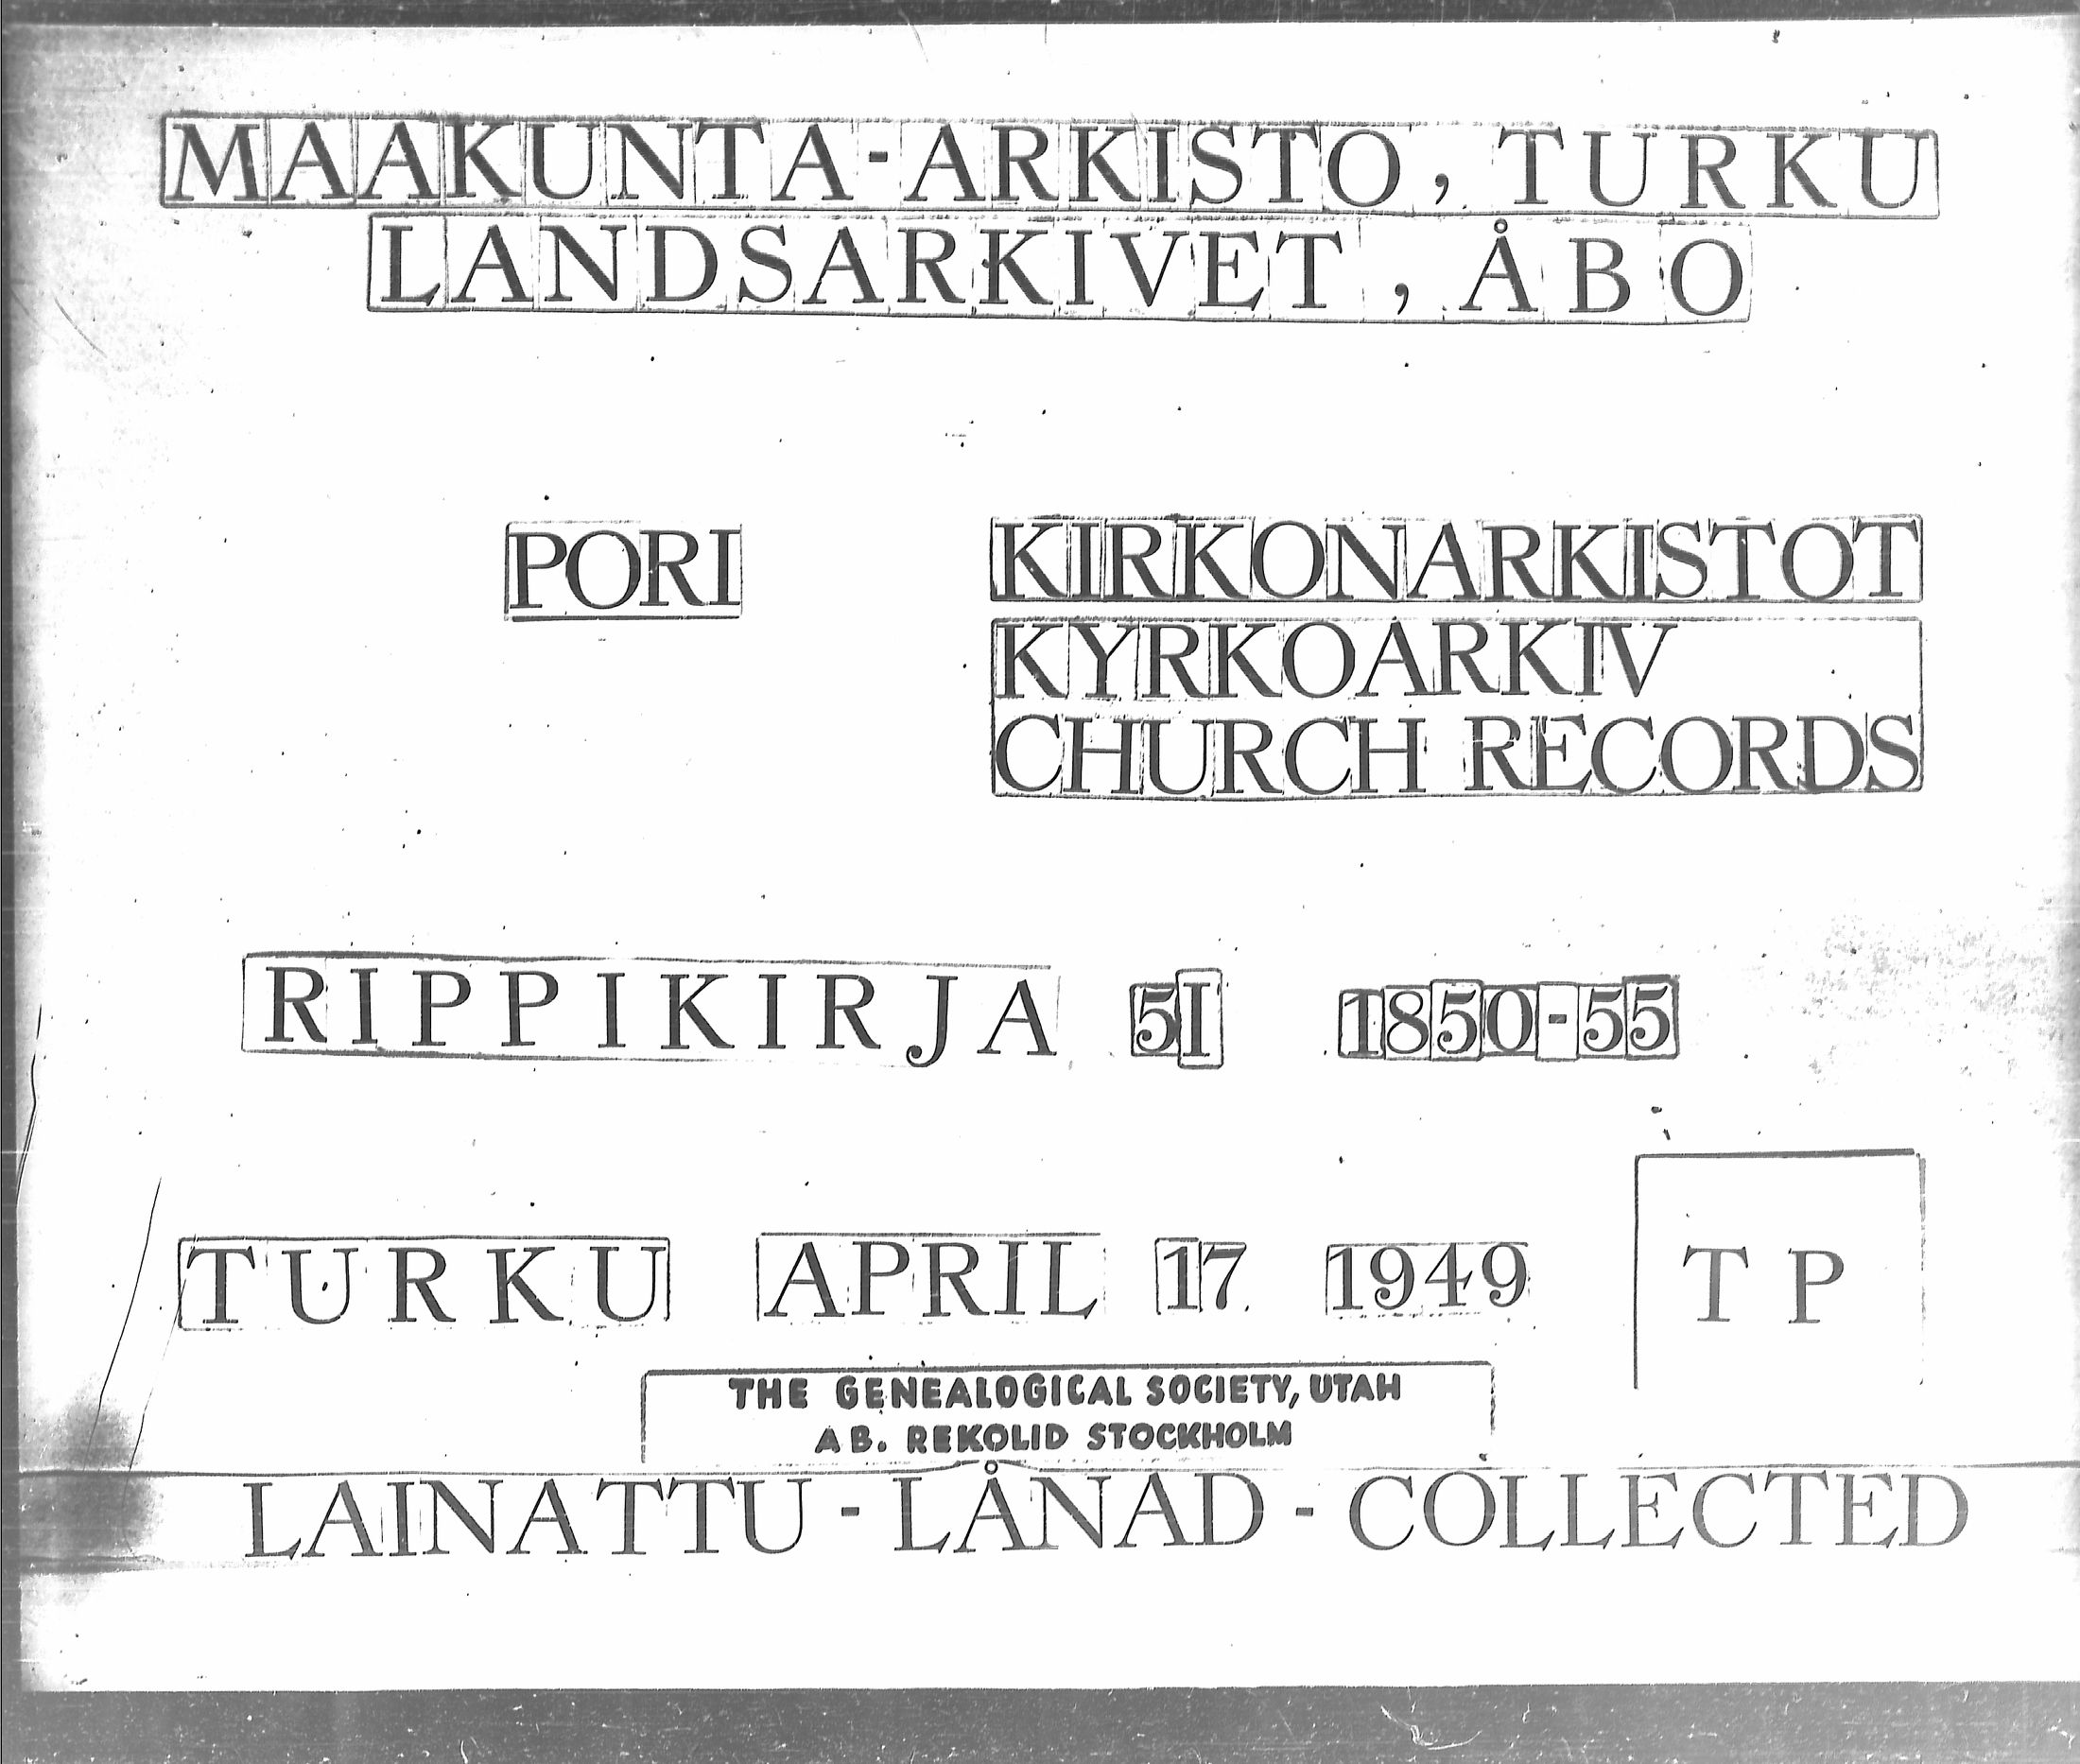 MAAKUNTA-ARKISTO, TURKU
LANDSARKIVET, ÅBO
PORI KIRKONARKISTOT
KYRKOARKIV
CHURCH RECORDS
RIPPIKIRJA 5I 1850-55
TURKU APRIL 17 1949 TP
THE GENEALOGICAL SOCIETY, UTAH
AB. REKOLID STOCKHOLM
LAINATTU - LÅNAD - COLLECTED